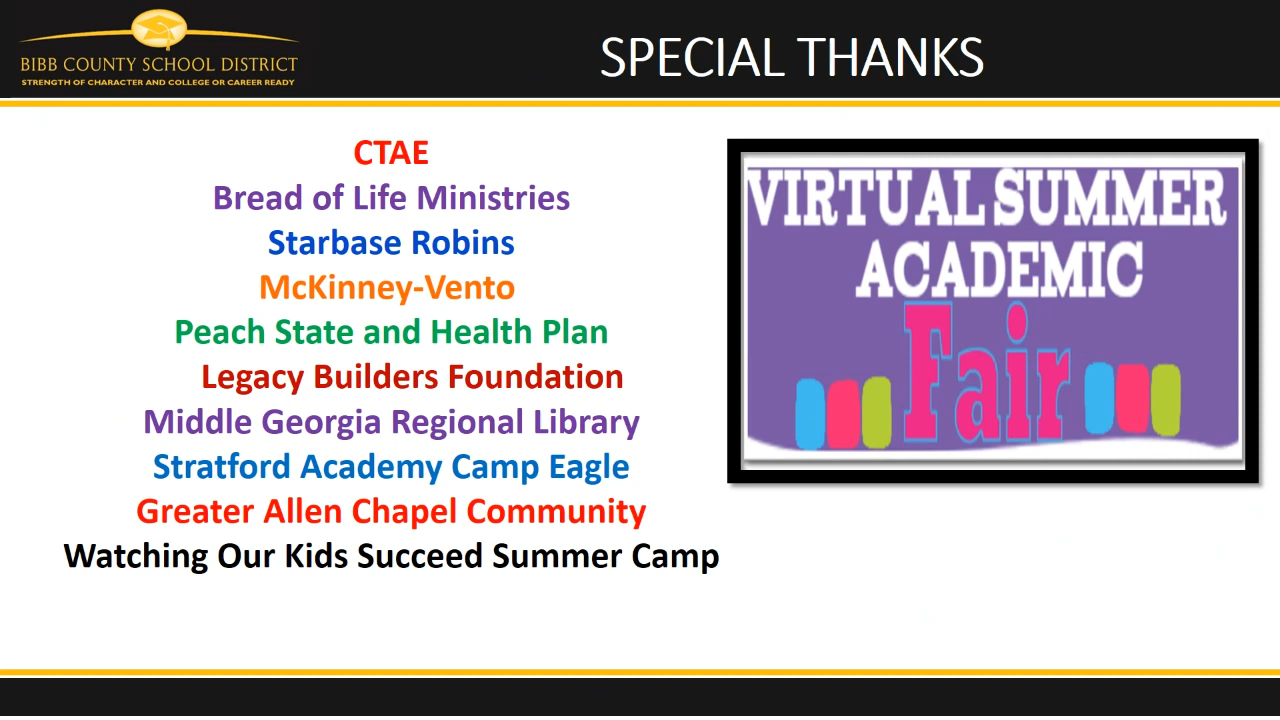 BIBB COUNTY SCHOOL DISTRICT
STRENGTH OF CHARACTER AND COLLEGE OR CAREER READY
SPECIAL THANKS
CTAE
Bread of Life Ministries
Starbase Robins
McKinney-Vento
Peach State and Health Plan
Legacy Builders Foundation
Middle Georgia Regional Library
Stratford Academy Camp Eagle
Greater Allen Chapel Community
Watching Our Kids Succeed Summer Camp
VIRTUAL SUMMER
ACADEMIC
Fair